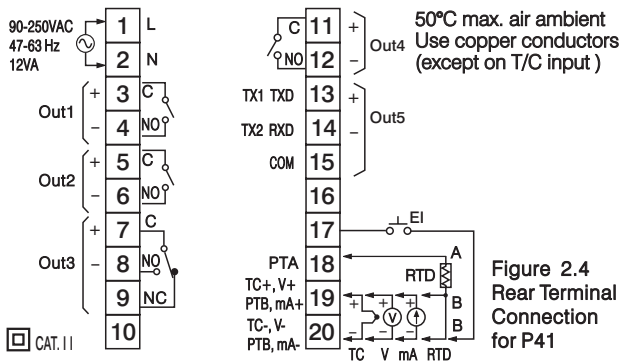 90-250VAC
47-63 Hz
12VA
1 L
2 N
Out1
+ 3 C
− 4 NO
Out2
+ 5 C
− 6 NO
Out3
+ 7 C
− 8 NO
9 NC
10
CAT. II
C 11 +
NO 12 −
Out4
TX1 TXD 13 +
TX2 RXD 14 −
Out5
COM 15
16
17 EI
PTA 18 A
RTD
TC+, V+
PTB, mA+
19 + + + B
V
TC-, V-
PTB, mA-
20 − − − B
TC V mA RTD
50°C max. air ambient
Use copper conductors
(except on T/C input )
Figure 2.4
Rear Terminal
Connection
for P41